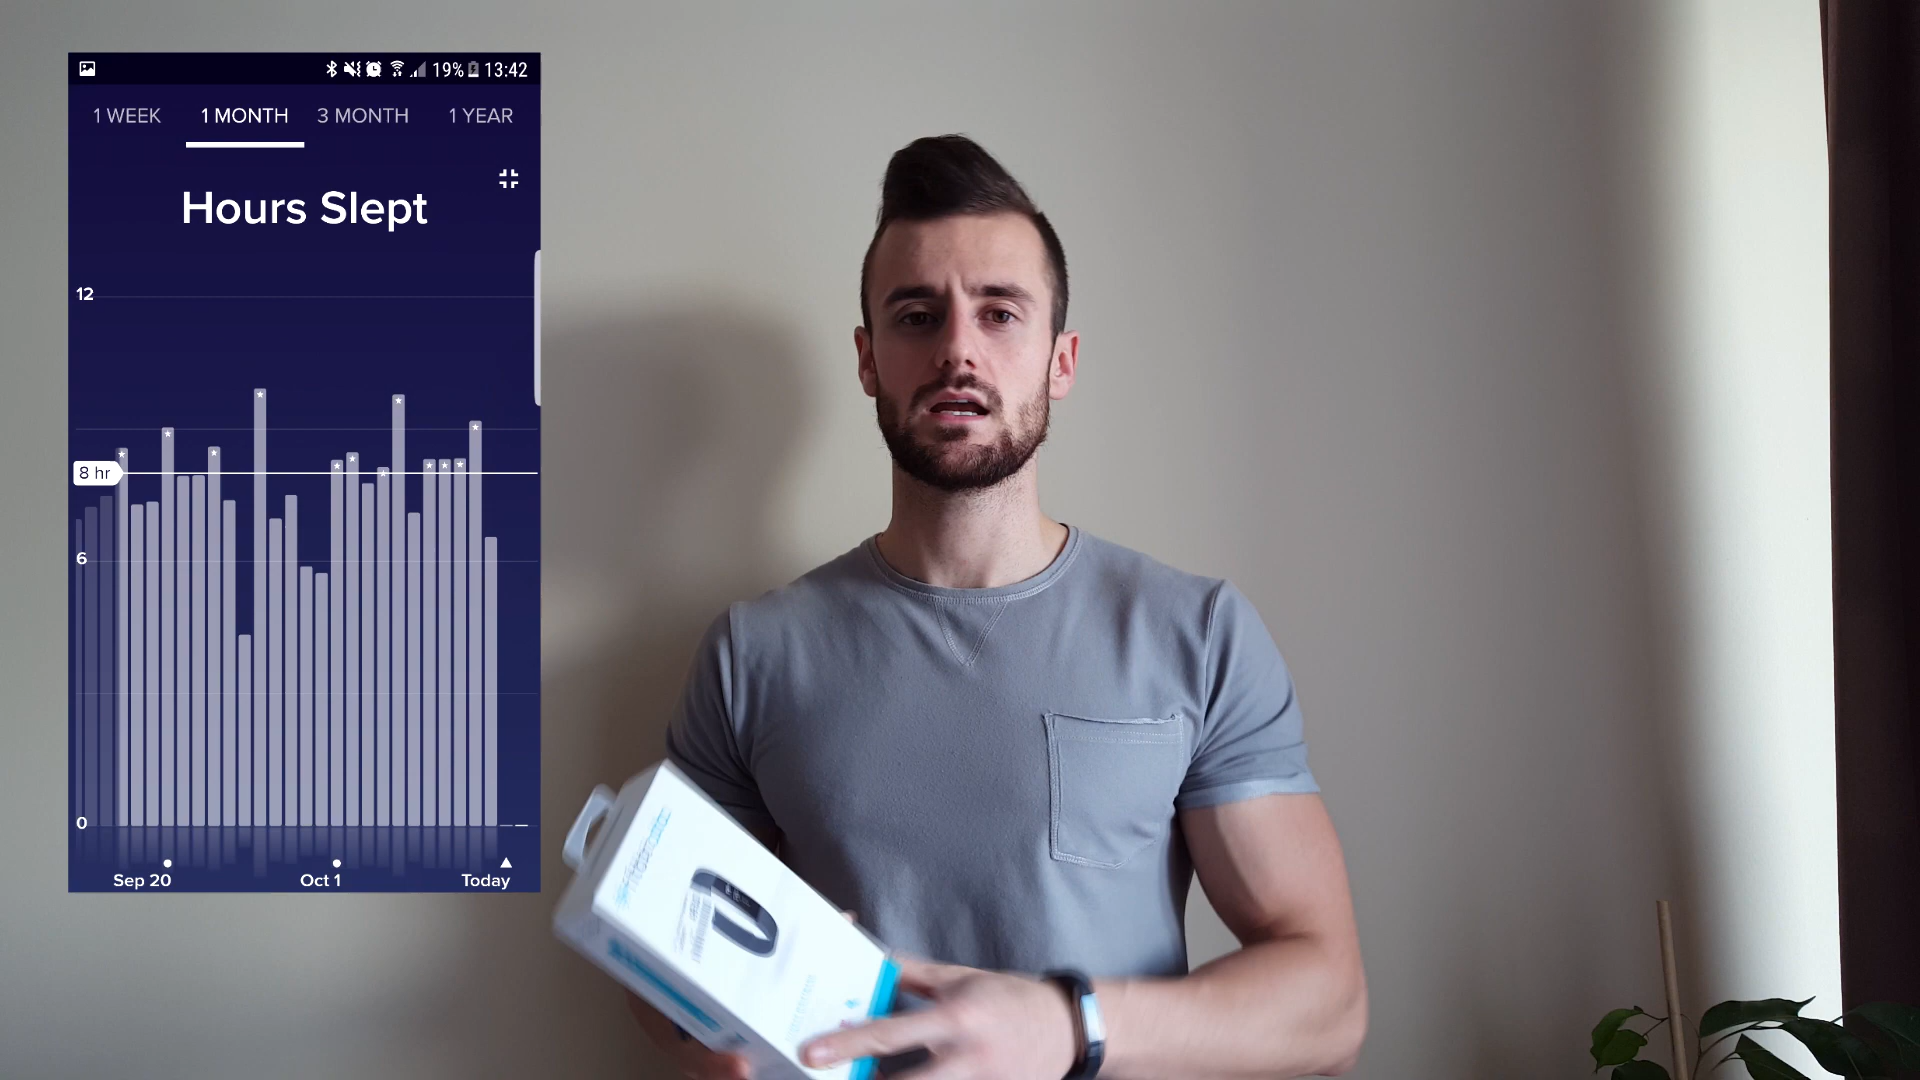 19% 13:42
1 WEEK 1 MONTH 3 MONTH 1 YEAR
Hours Slept
12
8 hr
6
0
Sep 20 Oct 1 Today